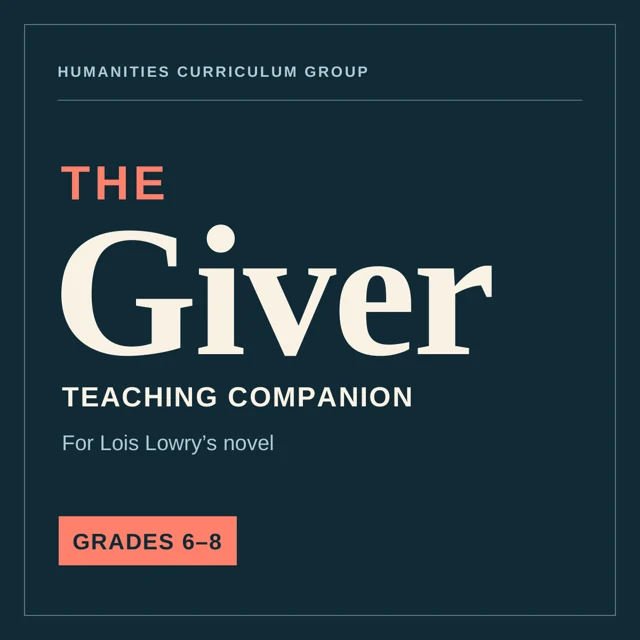 HUMANITIES CURRICULUM GROUP
THE
Giver
TEACHING COMPANION
For Lois Lowry’s novel
GRADES 6–8